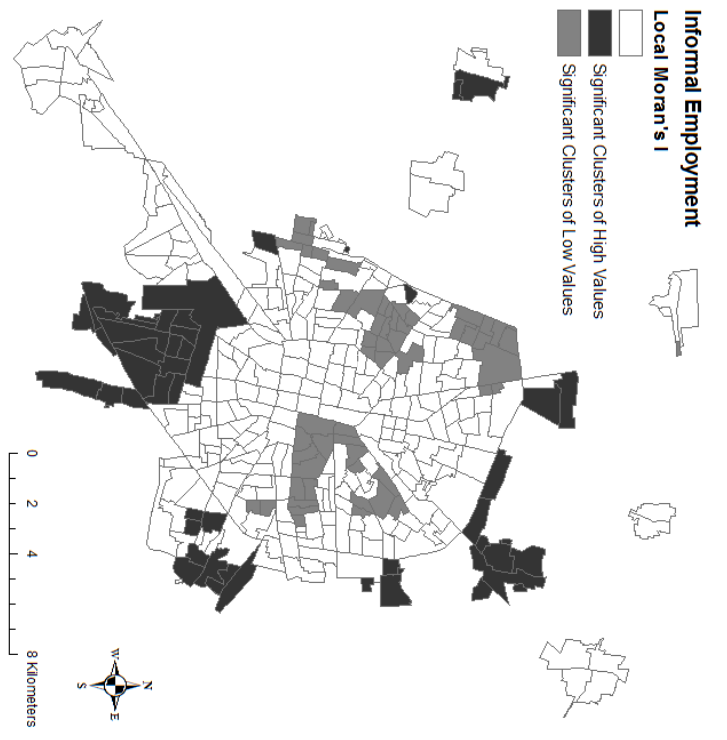 Informal Employment
Local Moran's I
Significant Clusters of High Values
Significant Clusters of Low Values
0 2 4 8 Kilometers
N
W E
S